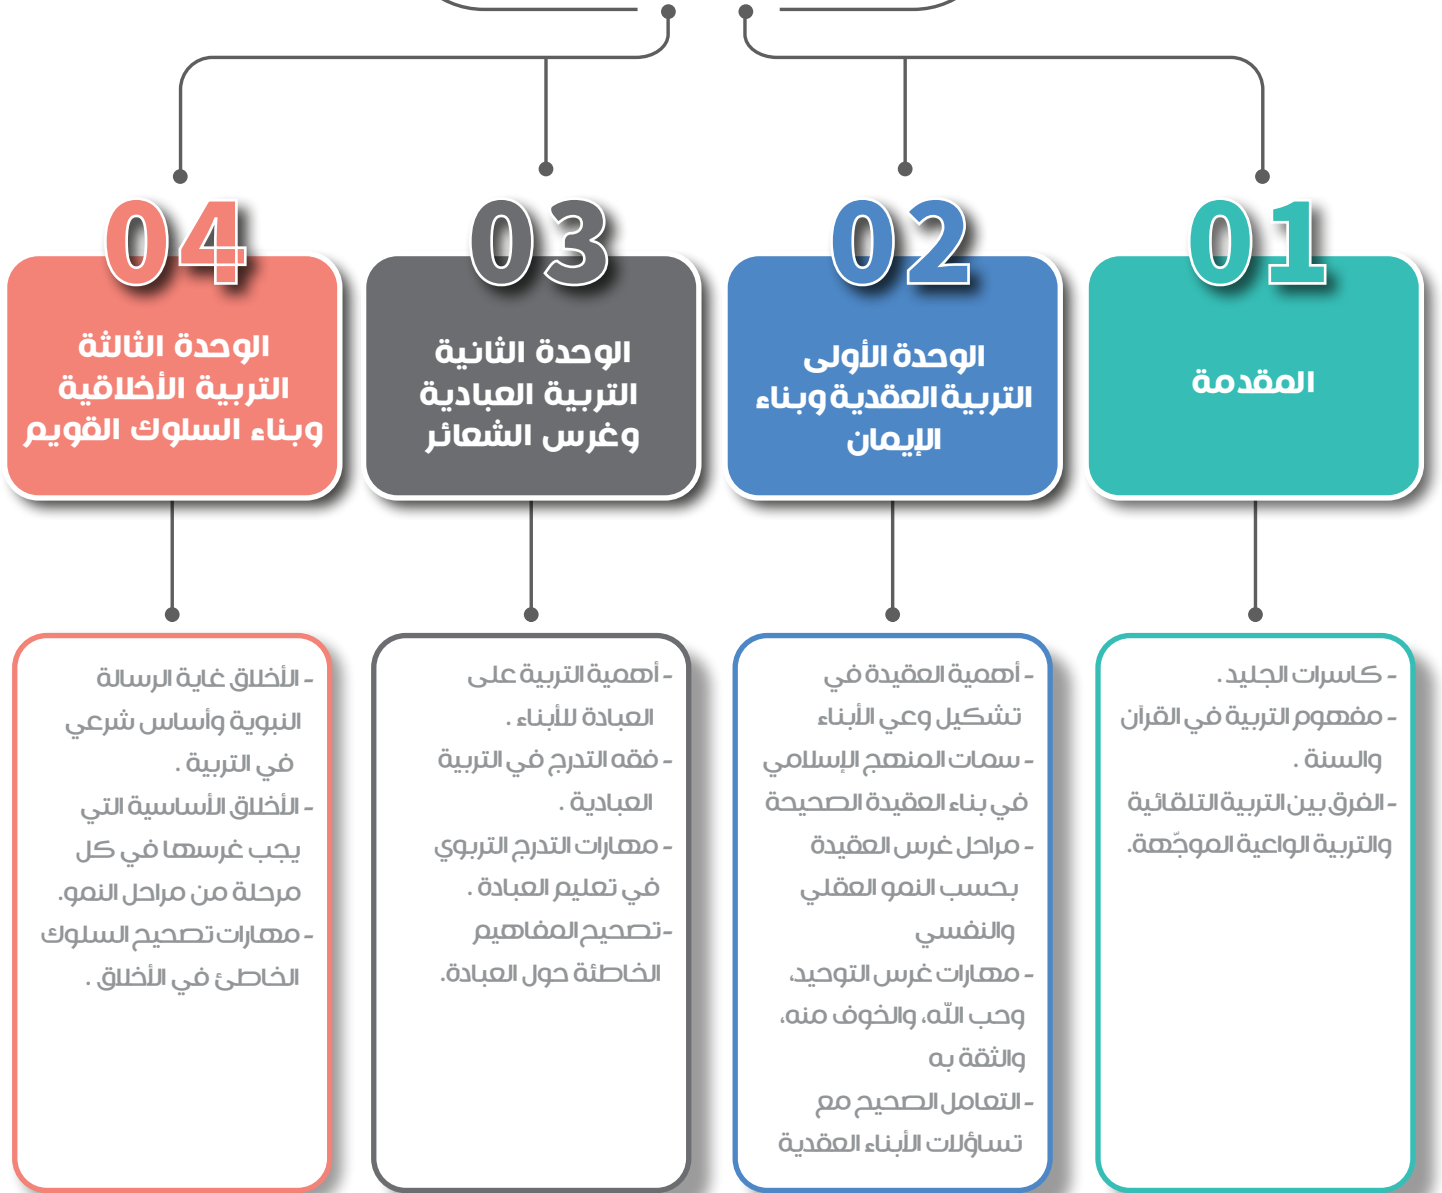 01
المقدمة
- كاسرات الجليد .
- مفهوم التربية في القرآن
والسنة .
- الفرق بين التربية التلقائية
والتربية الواعية الموجّهة.
02
الوحدة الأولى
التربية العقدية وبناء
الإيمان
- أهمية العقيدة في
تشكيل وعي الأبناء
- سمات المنهج الإسلامي
في بناء العقيدة الصحيحة
- مراحل غرس العقيدة
بحسب النمو العقلي
والنفسي
- مهارات غرس التوحيد،
وحب الله، والخوف منه،
والثقة به
- التعامل الصحيح مع
تساؤلات الأبناء العقدية
03
الوحدة الثانية
التربية العبادية
وغرس الشعائر
- أهمية التربية على
العبادة للأبناء .
- فقه التدرج في التربية
العبادية .
- مهارات التدرج التربوي
في تعليم العبادة .
-تصحيح المفاهيم
الخاطئة حول العبادة.
04
الوحدة الثالثة
التربية الأخلاقية
وبناء السلوك القويم
- الأخلاق غاية الرسالة
النبوية وأساس شرعي
في التربية .
- الأخلاق الأساسية التي
يجب غرسها في كل
مرحلة من مراحل النمو.
- مهارات تصحيح السلوك
الخاطئ في الأخلاق .